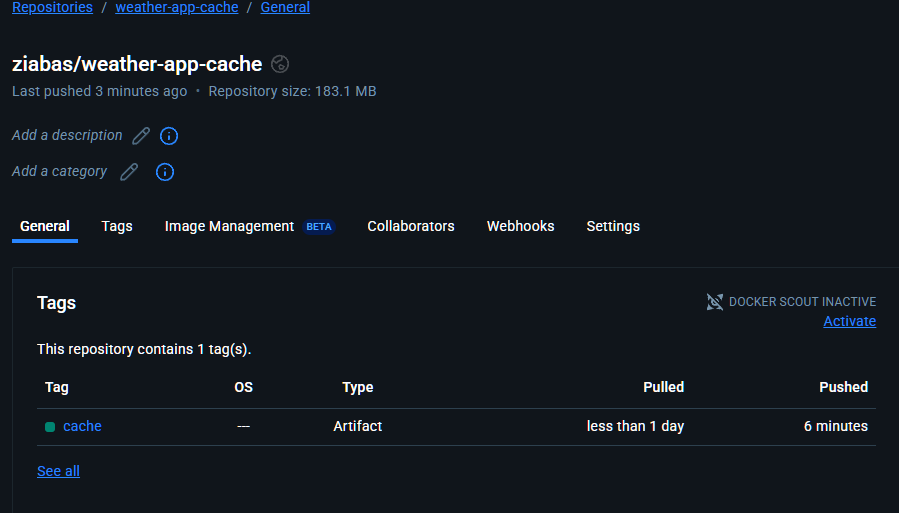 Repositories / weather-app-cache / General
ziabas/weather-app-cache
Last pushed 3 minutes ago • Repository size: 183.1 MB
Add a description
Add a category
General Tags Image Management BETA Collaborators Webhooks Settings
Tags DOCKER SCOUT INACTIVE
Activate
This repository contains 1 tag(s).
Tag OS Type Pulled Pushed
cache --- Artifact less than 1 day 6 minutes
See all